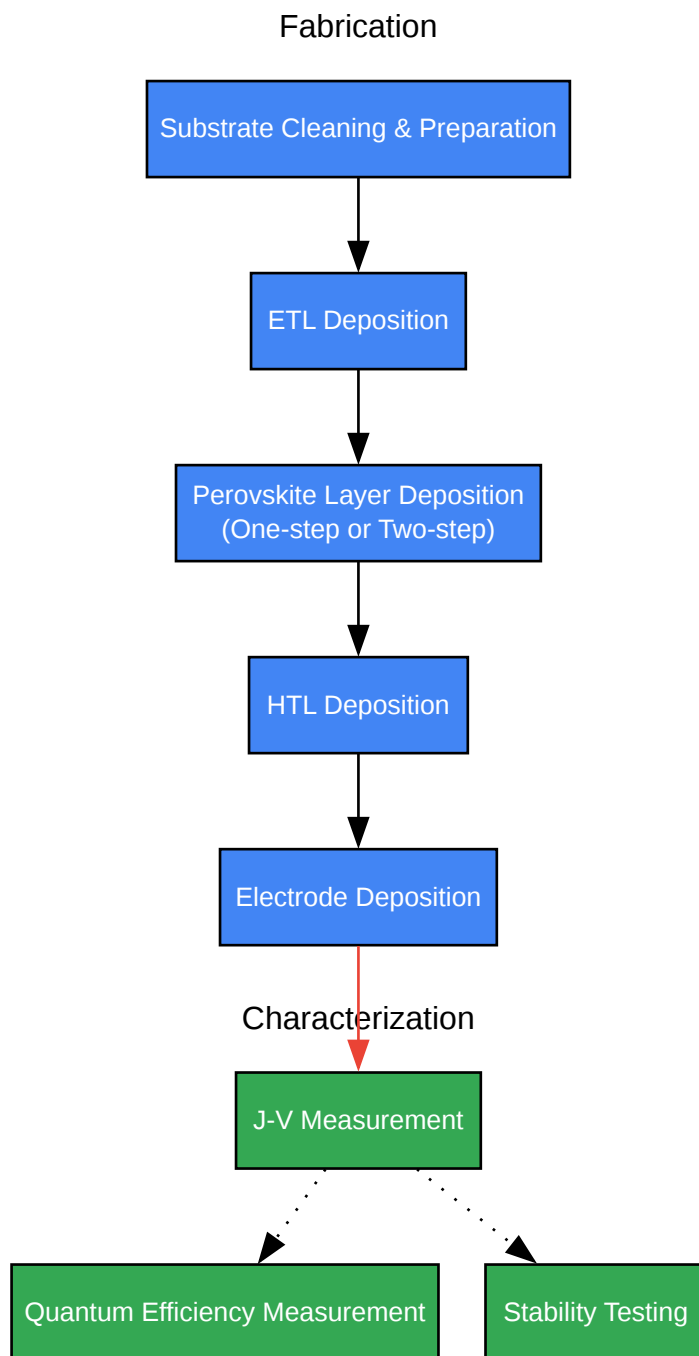 Fabrication
Substrate Cleaning & Preparation
ETL Deposition
Perovskite Layer Deposition
(One-step or Two-step)
HTL Deposition
Electrode Deposition
Characterization
J-V Measurement
Quantum Efficiency Measurement
Stability Testing